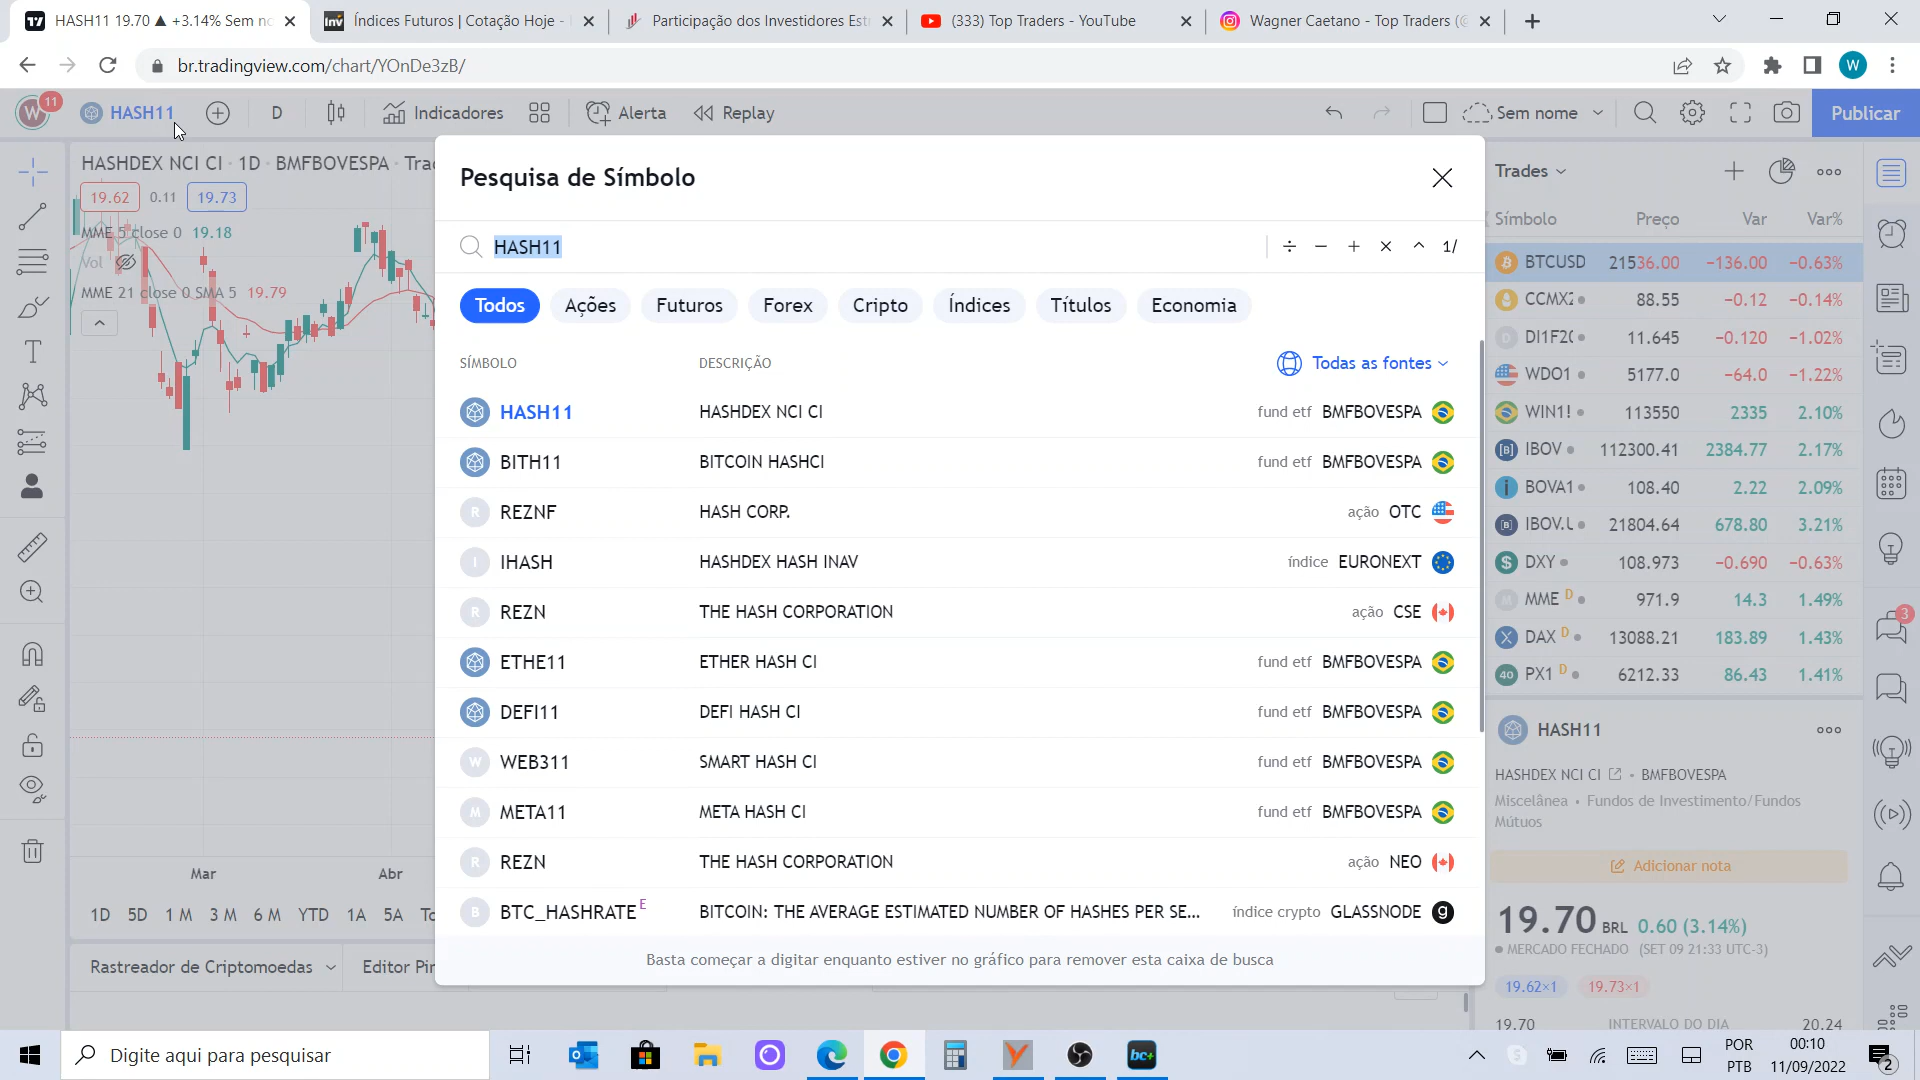 HASH11 19.70 ▲ +3.14% Sem no
Índices Futuros | Cotação Hoje -
Participação dos Investidores Estr
(333) Top Traders - YouTube
Wagner Caetano - Top Traders (@
br.tradingview.com/chart/YOnDe3zB/
W
W
11
HASH11
D
Indicadores
Alerta
Replay
Sem nome
Publicar
HASHDEX NCI CI · 1D · BMFBOVESPA · Trad
19.62
0.11
19.73
MME 5 close 0 19.18
Vol
MME 21 close 0 SMA 5 19.79
Mar
Abr
1D 5D 1 M 3 M 6 M YTD 1A 5A To
Rastreador de Criptomoedas
Editor Pin
Pesquisa de Símbolo
HASH11
÷ − + × ^ 1/
Todos
Ações
Futuros
Forex
Cripto
Índices
Títulos
Economia
SÍMBOLO
DESCRIÇÃO
Todas as fontes
HASH11 HASHDEX NCI CI fund etf BMFBOVESPA
BITH11 BITCOIN HASHCI fund etf BMFBOVESPA
R REZNF HASH CORP. ação OTC
I IHASH HASHDEX HASH INAV índice EURONEXT
R REZN THE HASH CORPORATION ação CSE
ETHE11 ETHER HASH CI fund etf BMFBOVESPA
DEFI11 DEFI HASH CI fund etf BMFBOVESPA
W WEB311 SMART HASH CI fund etf BMFBOVESPA
M META11 META HASH CI fund etf BMFBOVESPA
R REZN THE HASH CORPORATION ação NEO
B BTC_HASHRATE E BITCOIN: THE AVERAGE ESTIMATED NUMBER OF HASHES PER SE... índice crypto GLASSNODE
Basta começar a digitar enquanto estiver no gráfico para remover esta caixa de busca
Trades
Símbolo Preço Var Var%
BTCUSD 21536.00 −136.00 −0.63%
CCMX2 88.55 −0.12 −0.14%
DI1F20 11.645 −0.120 −1.02%
WDO1 5177.0 −64.0 −1.22%
WIN1! 113550 2335 2.10%
IBOV 112300.41 2384.77 2.17%
BOVA1 108.40 2.22 2.09%
IBOV.U 21804.64 678.80 3.21%
DXY 108.973 −0.690 −0.63%
MME D 971.9 14.3 1.49%
DAX D 13088.21 183.89 1.43%
40 PX1 D 6212.33 86.43 1.41%
3
HASH11
HASHDEX NCI CI • BMFBOVESPA
Miscelânea • Fundos de Investimento/Fundos
Mútuos
Adicionar nota
19.70 BRL 0.60 (3.14%)
MERCADO FECHADO (SET 09 21:33 UTC-3)
19.62×1
19.73×1
19.70 INTERVALO DO DIA 20.24
Digite aqui para pesquisar
bc+
POR
PTB
00:10
11/09/2022
2